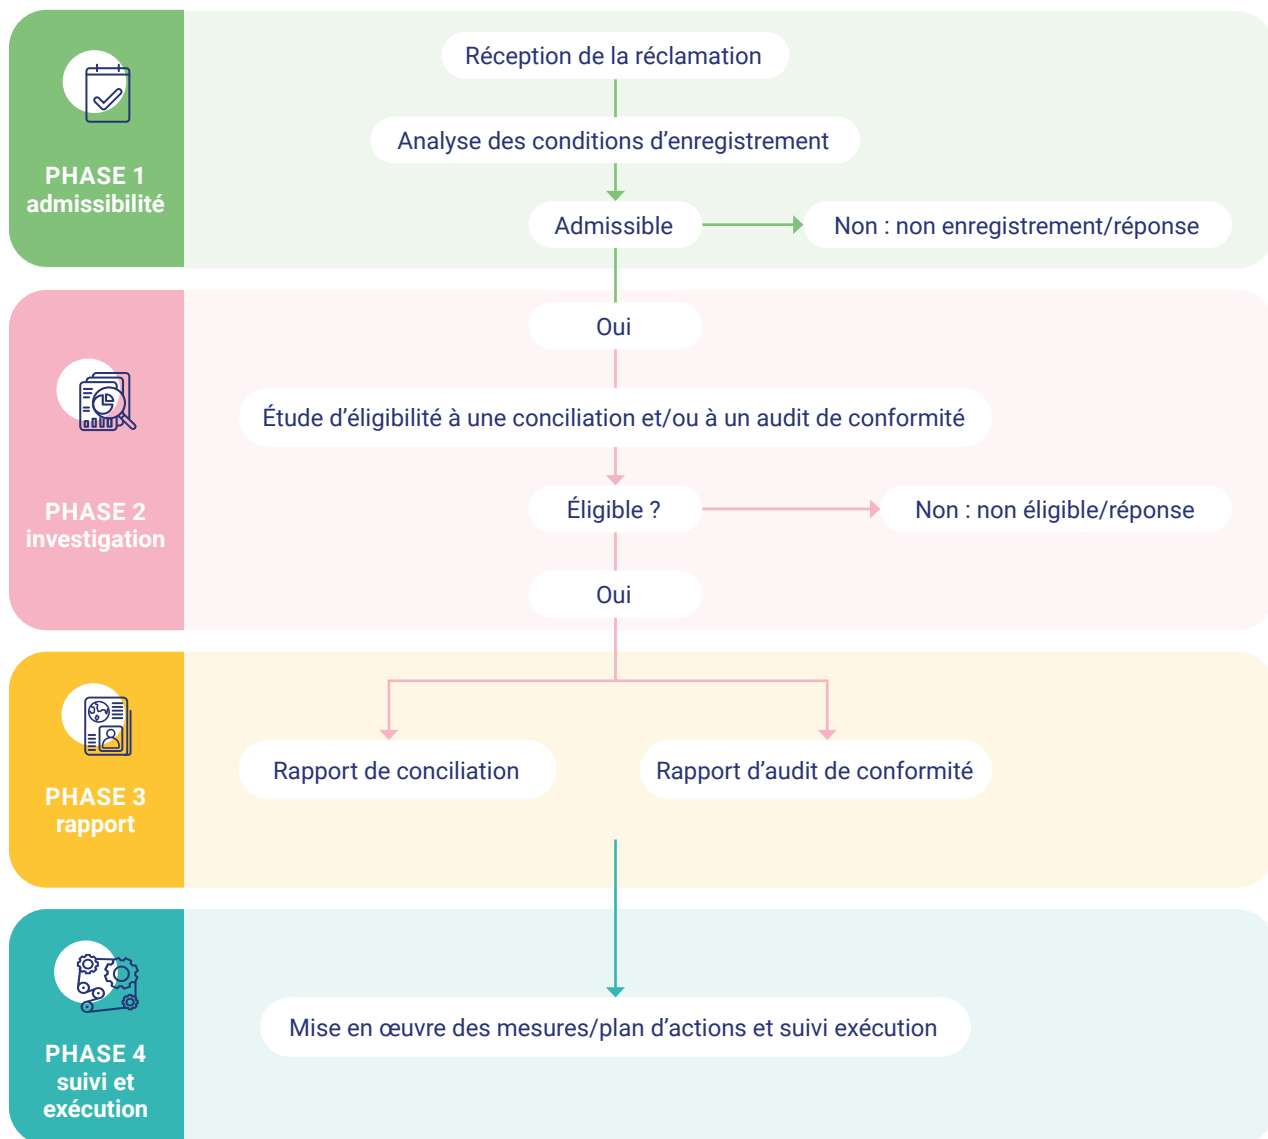 PHASE 1
admissibilité
Réception de la réclamation
Analyse des conditions d’enregistrement
Admissible
Non : non enregistrement/réponse
PHASE 2
investigation
Oui
Étude d’éligibilité à une conciliation et/ou à un audit de conformité
Éligible ?
Non : non éligible/réponse
Oui
PHASE 3
rapport
Rapport de conciliation
Rapport d’audit de conformité
PHASE 4
suivi et
exécution
Mise en œuvre des mesures/plan d’actions et suivi exécution